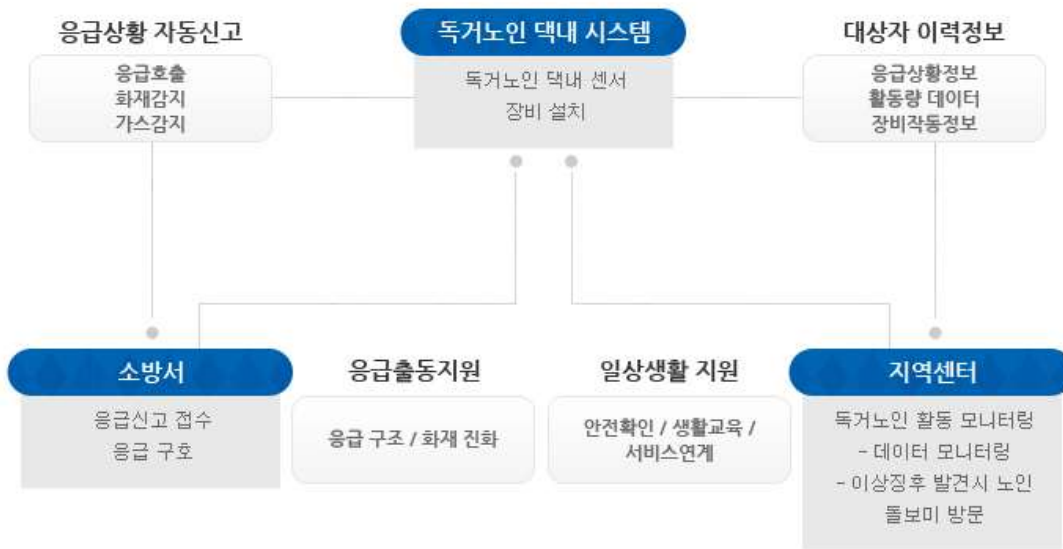 응급상황 자동신고
응급호출
화재감지
가스감지
독거노인 댁내 시스템
독거노인 댁내 센서
장비 설치
대상자 이력정보
응급상황정보
활동량 데이터
장비작동정보
소방서
응급신고 접수
응급 구호
응급출동지원
응급 구조 / 화재 진화
일상생활 지원
안전확인 / 생활교육 /
서비스연계
지역센터
독거노인 활동 모니터링
- 데이터 모니터링
- 이상징후 발견시 노인
돌보미 방문